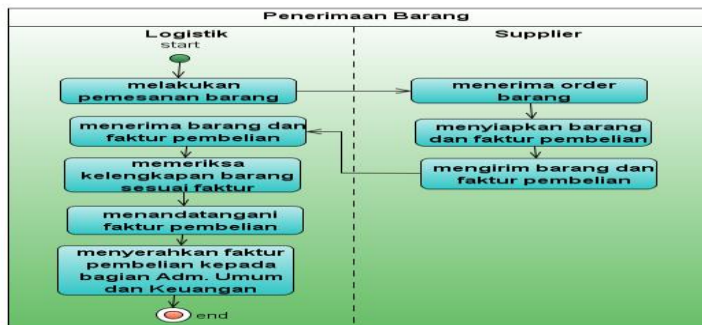 Penerimaan Barang
Logistik
start
melakukan
pemesanan barang
menerima barang dan
faktur pembelian
memeriksa
kelengkapan barang
sesuai faktur
menandatangani
faktur pembelian
menyerahkan faktur
pembelian kepada
bagian Adm. Umum
dan Keuangan
end
Supplier
menerima order
barang
menyiapkan barang
dan faktur pembelian
mengirim barang dan
faktur pembelian